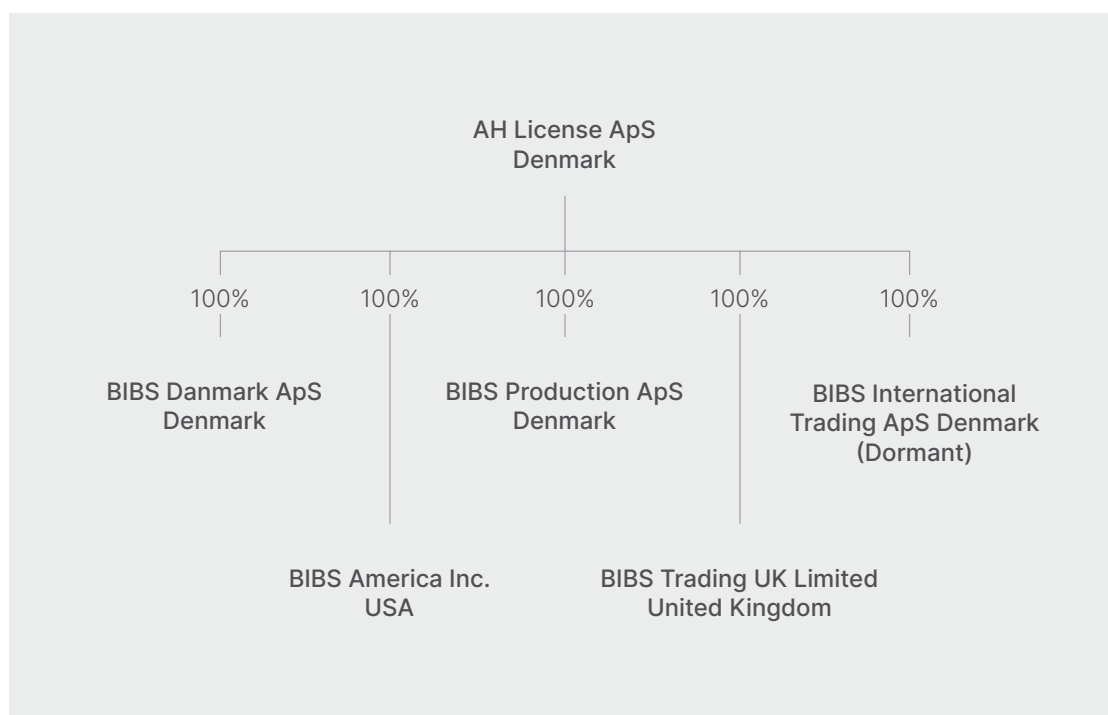 AH License ApS
Denmark
100%
100%
100%
100%
100%
BIBS Danmark ApS
Denmark
BIBS Production ApS
Denmark
BIBS International
Trading ApS Denmark
(Dormant)
BIBS America Inc.
USA
BIBS Trading UK Limited
United Kingdom